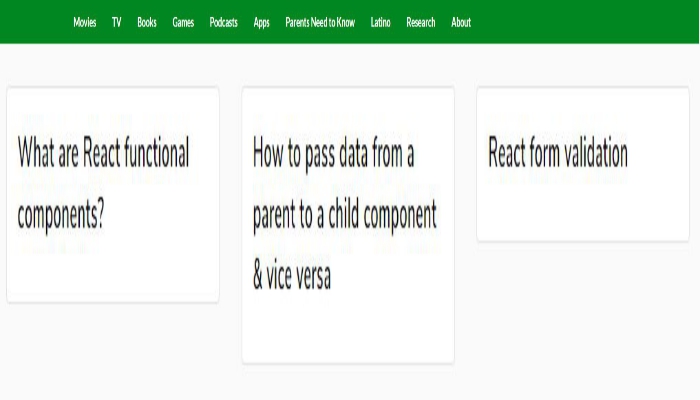 Movies TV Books Games Podcasts Apps Parents Need to Know Latino Research About
What are React functional
components?
How to pass data from a
parent to a child component
& vice versa
React form validation